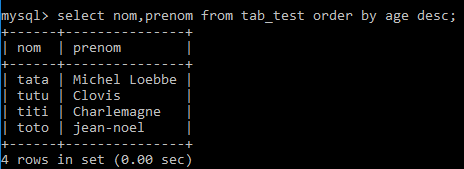 mysql> select nom,prenom from tab_test order by age desc;
+------+---------------+
| nom  | prenom        |
+------+---------------+
| tata | Michel Loebbe |
| tutu | Clovis        |
| titi | Charlemagne   |
| toto | jean-noel     |
+------+---------------+
4 rows in set (0.00 sec)